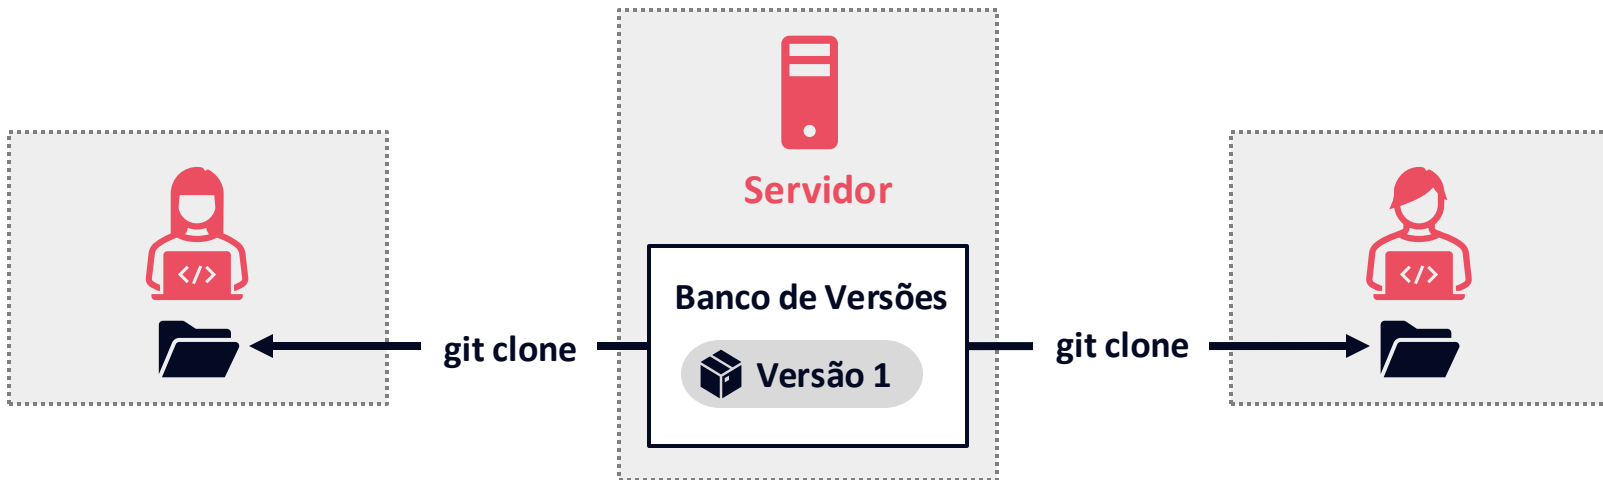 Servidor
Banco de Versões
git clone
Versão 1
git clone
</>
</>